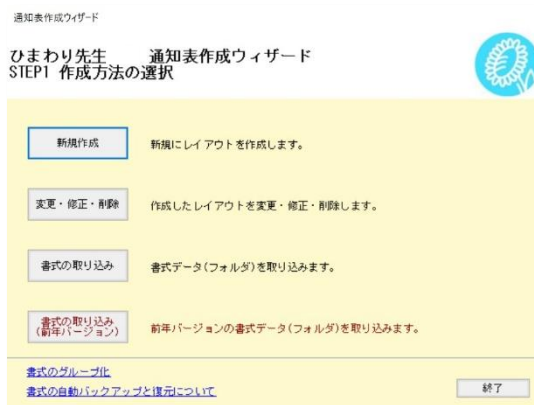 通知表作成ウィザード
ひまわり先生　　通知表作成ウィザード
STEP1 作成方法の選択
新規作成　新規にレイアウトを作成します。
変更・修正・削除　作成したレイアウトを変更・修正・削除します。
書式の取り込み　書式データ(フォルダ)を取り込みます。
書式の取り込み
(前年バージョン)　前年バージョンの書式データ(フォルダ)を取り込みます。
書式のグループ化
書式の自動バックアップと復元について　終了